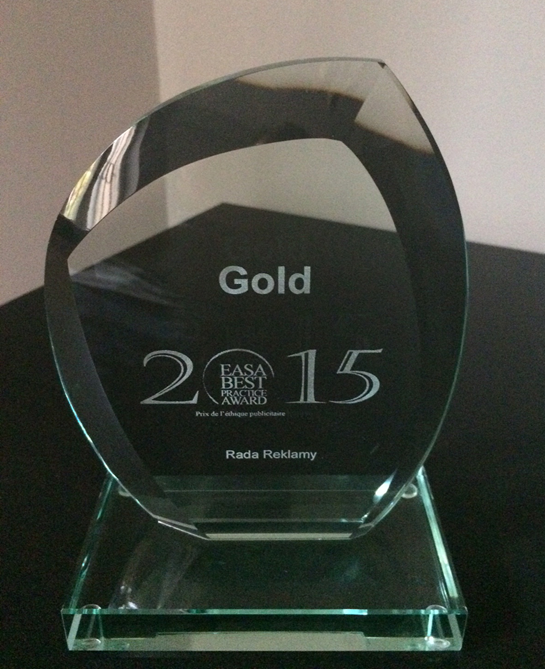 Gold
2015
EASA
BEST
PRACTICE
AWARD
Prix de l'éthique publicitaire
Rada Reklamy